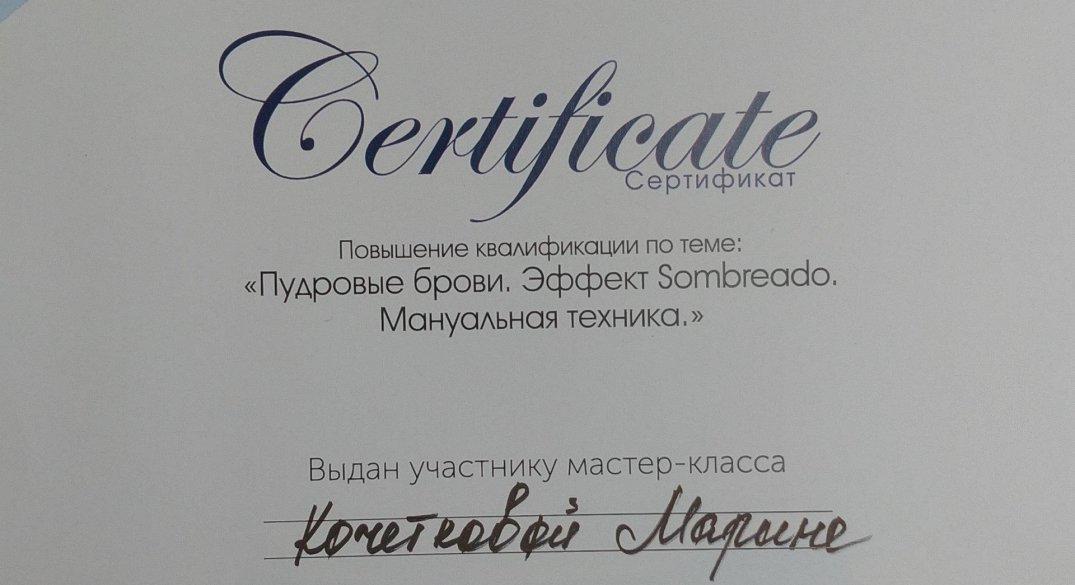 Certificate
Сертификат
Повышение квалификации по теме:
«Пудровые брови. Эффект Sombreado.
Мануальная техника.»
Выдан участнику мастер-класса
Кочетковой Марине